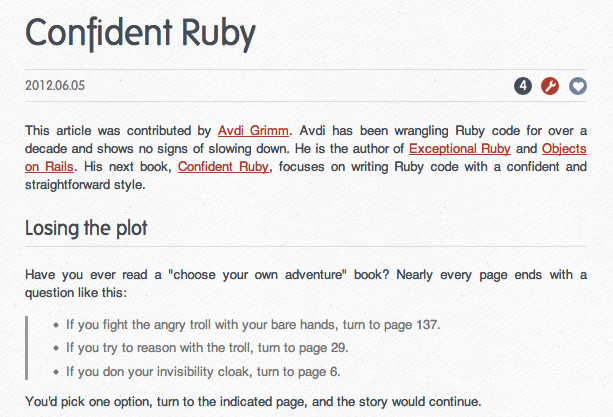 Confident Ruby
2012.06.05
4
This article was contributed by Avdi Grimm. Avdi has been wrangling Ruby code for over a
decade and shows no signs of slowing down. He is the author of Exceptional Ruby and Objects
on Rails. His next book, Confident Ruby, focuses on writing Ruby code with a confident and
straightforward style.
Losing the plot
Have you ever read a "choose your own adventure" book? Nearly every page ends with a
question like this:
• If you fight the angry troll with your bare hands, turn to page 137.
• If you try to reason with the troll, turn to page 29.
• If you don your invisibility cloak, turn to page 6.
You'd pick one option, turn to the indicated page, and the story would continue.